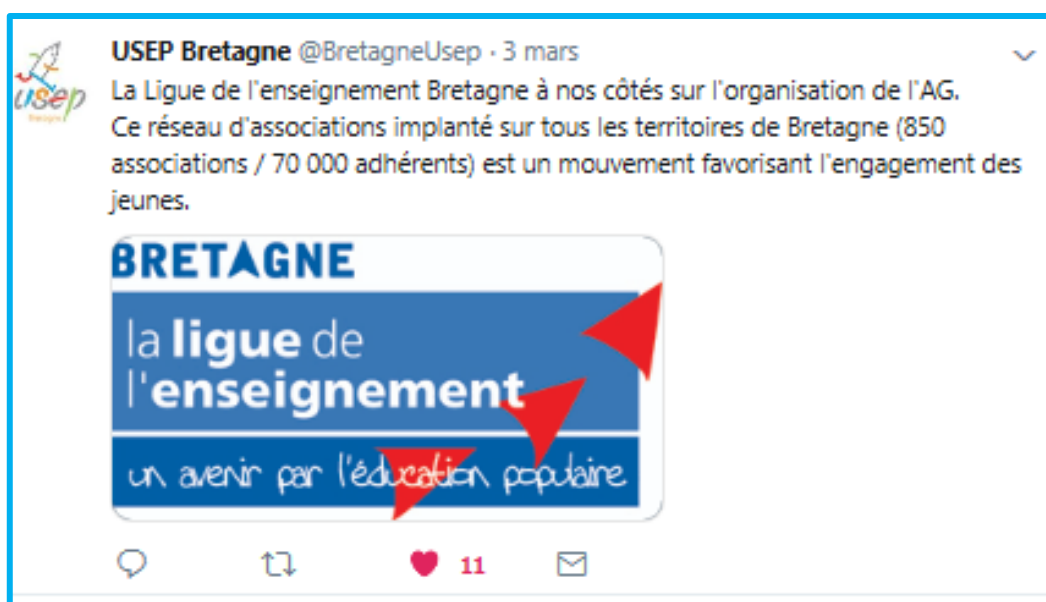 USEP Bretagne @BretagneUsep · 3 mars
usep
La Ligue de l'enseignement Bretagne à nos côtés sur l'organisation de l'AG.
Ce réseau d'associations implanté sur tous les territoires de Bretagne (850
associations / 70 000 adhérents) est un mouvement favorisant l'engagement des
jeunes.
BRETAGNE
la ligue de
l'enseignement
un avenir par l'éducation populaire
11